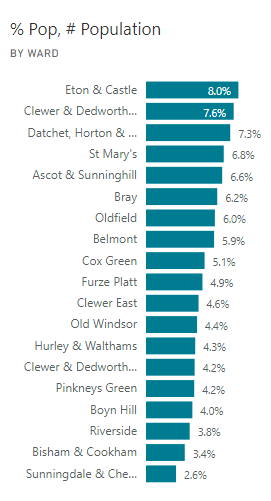 % Pop, # Population
BY WARD
Eton & Castle 8.0%
Clewer & Dedworth... 7.6%
Datchet, Horton & ... 7.3%
St Mary's 6.8%
Ascot & Sunninghill 6.6%
Bray 6.2%
Oldfield 6.0%
Belmont 5.9%
Cox Green 5.1%
Furze Platt 4.9%
Clewer East 4.6%
Old Windsor 4.4%
Hurley & Walthams 4.3%
Clewer & Dedworth... 4.2%
Pinkneys Green 4.2%
Boyn Hill 4.0%
Riverside 3.8%
Bisham & Cookham 3.4%
Sunningdale & Che... 2.6%